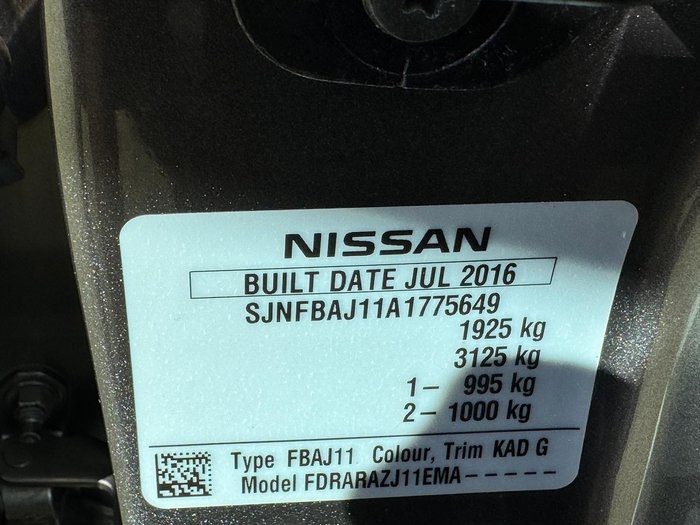 NISSAN
BUILT DATE JUL 2016
SJNFBAJ11A1775649
1925 kg
3125 kg
1- 995 kg
2- 1000 kg
Type FBAJ11 Colour, Trim KAD G
Model FDRARAZJ11EMA-----